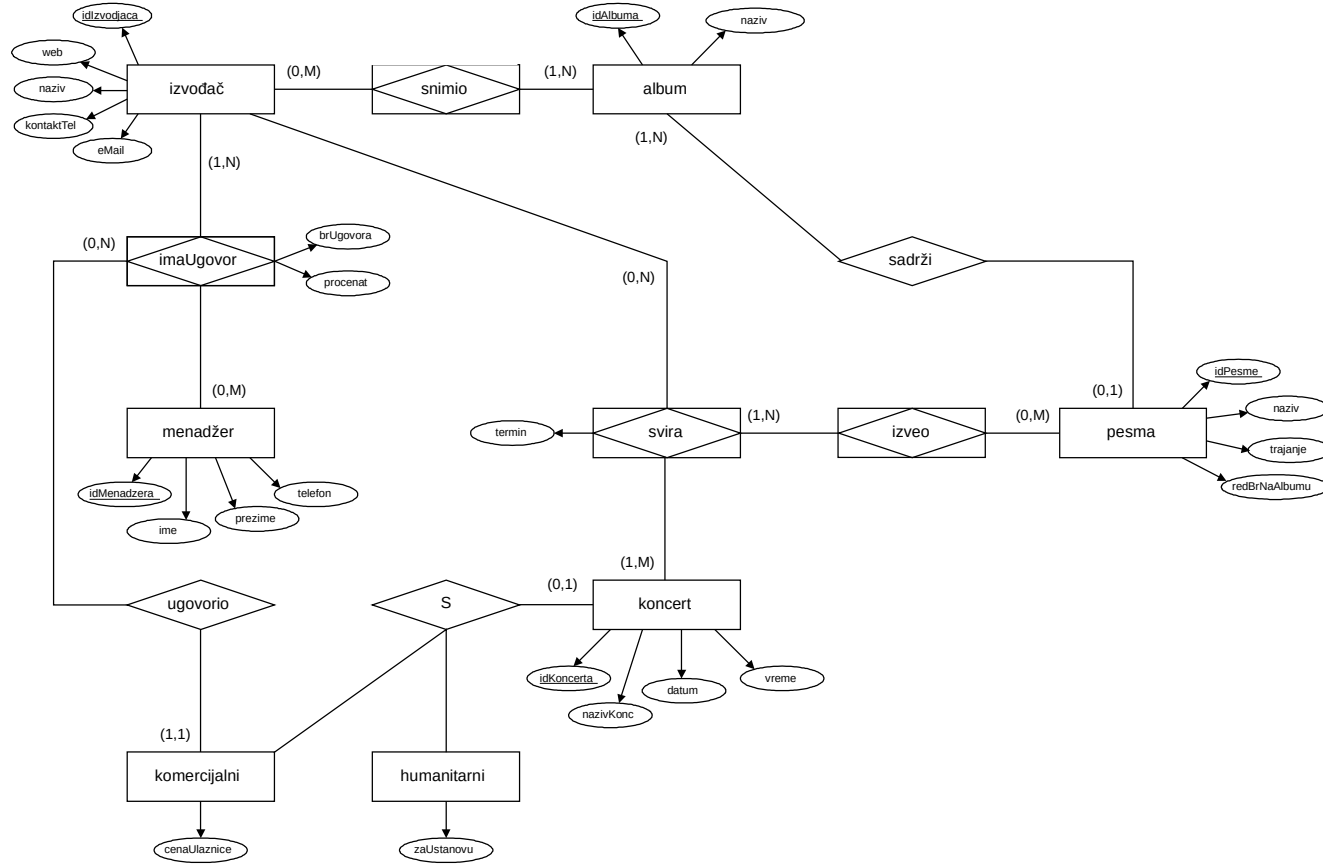 idIzvodjaca
idAlbuma
naziv
web
(0,M)
(1,N)
naziv
izvođač
snimio
album
kontaktTel
eMail
(1,N)
(1,N)
(0,N)
imaUgovor
brUgovora
procenat
(0,N)
sadrži
(0,M)
(0,1)
idPesme
menadžer
termin
svira
(1,N)
izveo
(0,M)
pesma
naziv
trajanje
redBrNaAlbumu
idMenadzera
ime
prezime
telefon
(1,M)
ugovorio
S
(0,1)
koncert
idKoncerta
nazivKonc
datum
vreme
(1,1)
komercijalni
humanitarni
cenaUlaznice
zaUstanovu